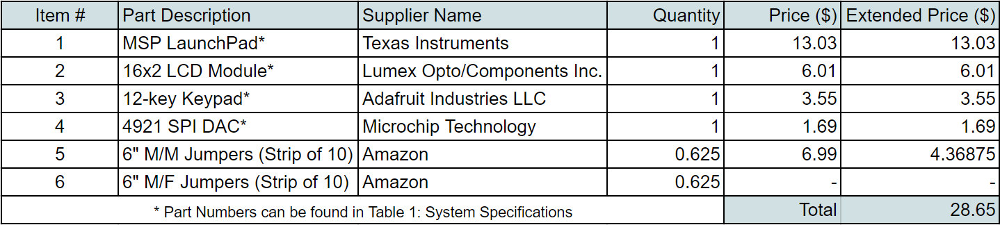 Item # Part Description Supplier Name Quantity Price ($) Extended Price ($)
1 MSP LaunchPad* Texas Instruments 1 13.03 13.03
2 16x2 LCD Module* Lumex Opto/Components Inc. 1 6.01 6.01
3 12-key Keypad* Adafruit Industries LLC 1 3.55 3.55
4 4921 SPI DAC* Microchip Technology 1 1.69 1.69
5 6" M/M Jumpers (Strip of 10) Amazon 0.625 6.99 4.36875
6 6" M/F Jumpers (Strip of 10) Amazon 0.625 - -
* Part Numbers can be found in Table 1: System Specifications Total 28.65